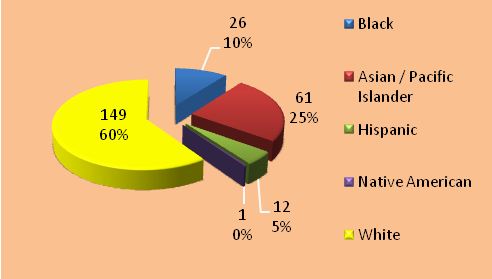 26
10%
61
25%
12
5%
1
0%
149
60%
Black
Asian / Pacific
Islander
Hispanic
Native American
White